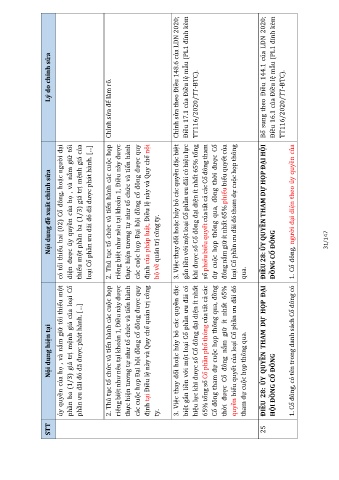 STT
Nội dung hiện tại
Nội dung đề xuất chỉnh sửa
Lý do chỉnh sửa
ủy quyền của họ , và nắm giữ tối thiểu một
phần ba (1/3) giá trị mệnh giá của loại Cổ
phần ưu đãi đó đã được phát hành. [...]
có tối thiểu hai (02) Cổ đông, hoặc người đại
diện được ủy quyền của họ , và nắm giữ tối
thiểu một phần ba (1/3) giá trị mệnh giá của
loại Cổ phần ưu đãi đó đã được phát hành. [...]
2. Thủ tục tổ chức và tiến hành các cuộc họp
riêng biệt như nêu tại khoản 1, Điều này được
thực hiện tương tự như tổ chức và tiến hành
các cuộc họp Đại hội đồng cổ đông được quy
định tại Điều lệ này và Quy chế quản trị công
ty.
2. Thủ tục tổ chức và tiến hành các cuộc họp
riêng biệt như nêu tại khoản 1, Điều này được
thực hiện tương tự như tổ chức và tiến hành
các cuộc họp Đại hội đồng cổ đông được quy
định của pháp luật, Điều lệ này và Quy chế nội
bộ về quản trị công ty.
Chỉnh sửa để làm rõ.
3. Việc thay đổi hoặc hủy bỏ các quyền đặc
biệt gắn liền với một loại Cổ phần ưu đãi có
hiệu lực khi được số Cổ đông đại diện ít nhất
65% tổng số Cổ phần phổ thông của tất cả các
Cổ đông tham dự cuộc họp thông qua, đồng
thời được Cổ đông nắm giữ ít nhất 65%
quyền biểu quyết của loại Cổ phần ưu đãi đó
tham dự cuộc họp thông qua.
3. Việc thay đổi hoặc hủy bỏ các quyền đặc biệt
gắn liền với một loại Cổ phần ưu đãi có hiệu lực
khi được số Cổ đông đại diện ít nhất 65% tổng
số phiếu biểu quyết của tất cả các Cổ đông tham
dự cuộc họp thông qua, đồng thời được Cổ
đông nắm giữ ít nhất 65% phiếu biểu quyết của
loại Cổ phần ưu đãi đó tham dự cuộc họp thông
qua.
Chỉnh sửa theo Điều 148.6 của LDN 2020;
Điều 17.1 của Điều lệ mẫu (PL1 đính kèm
TT116/2020/TT-BTC).
25
ĐIỀU 28: ỦY QUYỀN THAM DỰ HỌP ĐẠI
HỘI ĐỒNG CỔ ĐÔNG
ĐIỀU 28: ỦY QUYỀN THAM DỰ HỌP ĐẠI HỘI
ĐỒNG CỔ ĐÔNG
Bổ sung theo Điều 144.1 của LDN 2020;
Điều 16.1 của Điều lệ mẫu (PL1 đính kèm
TT116/2020/TT-BTC).
1. Cổ đông, có tên trong danh sách Cổ đông có
1. Cổ đông, người đại diện theo ủy quyền của
31/147